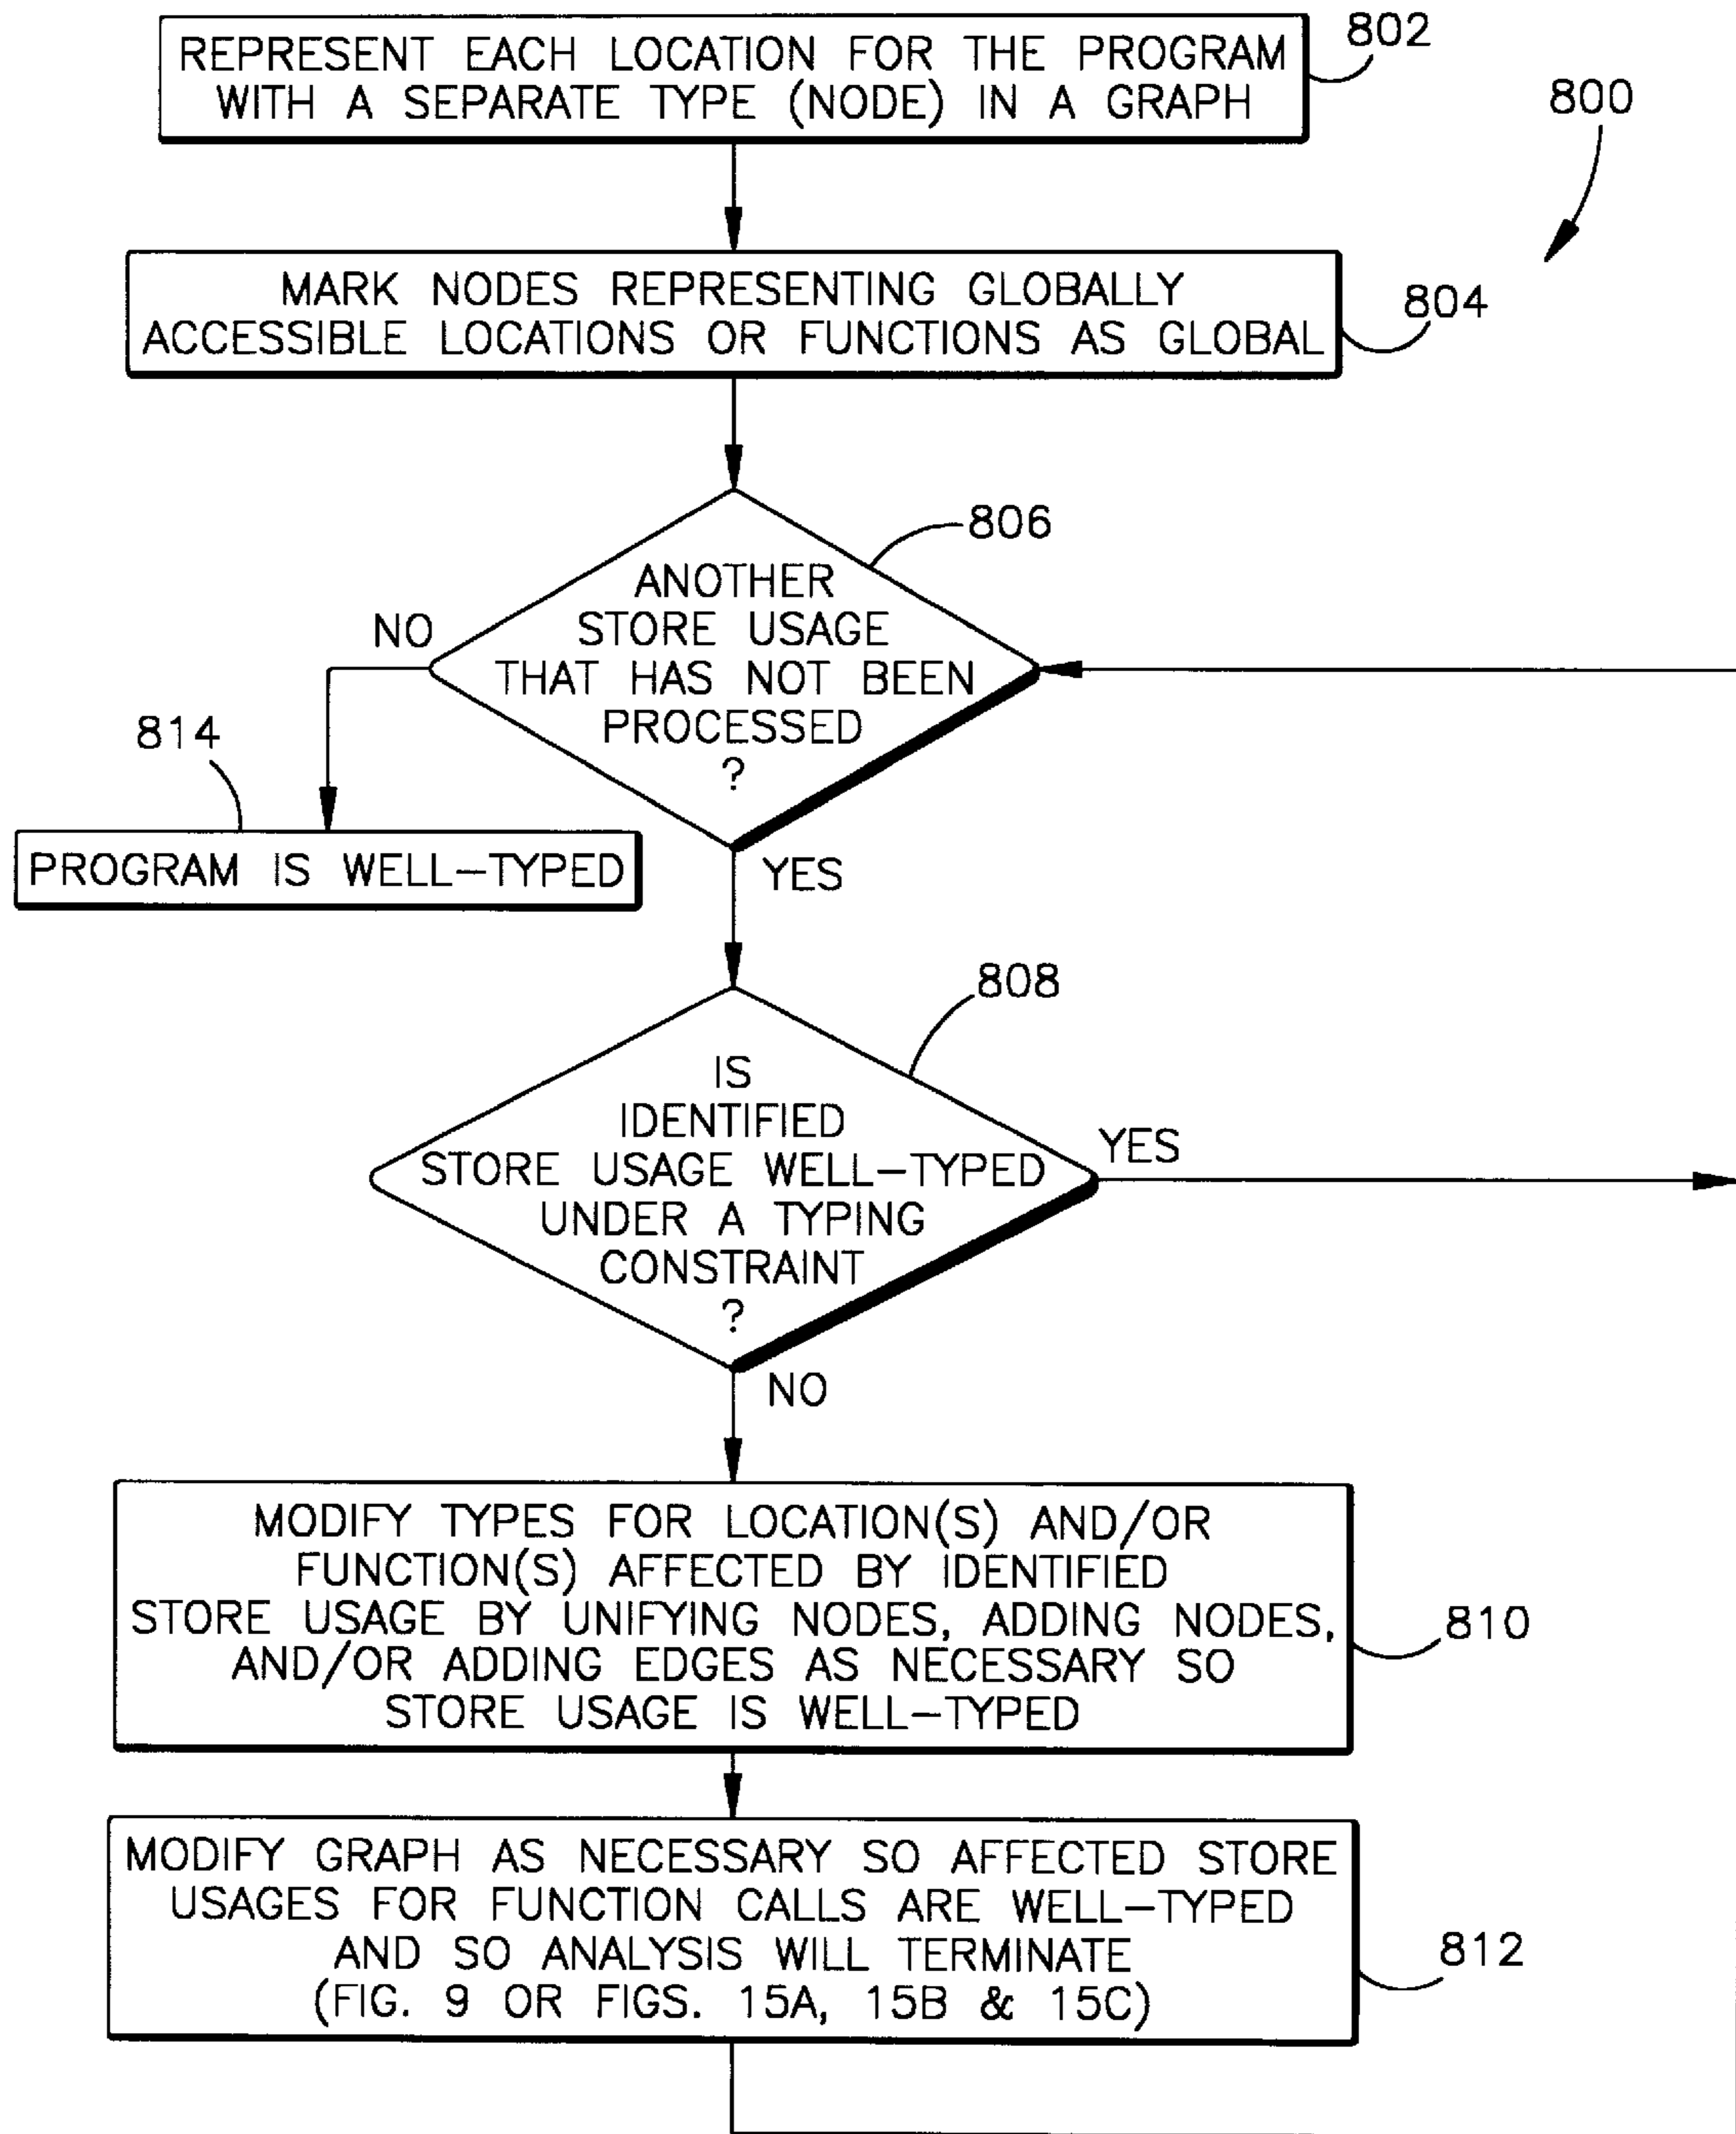 REPRESENT EACH LOCATION FOR THE PROGRAM
WITH A SEPARATE TYPE (NODE) IN A GRAPH
802
800
MARK NODES REPRESENTING GLOBALLY
ACCESSIBLE LOCATIONS OR FUNCTIONS AS GLOBAL
804
806
ANOTHER
STORE USAGE
THAT HAS NOT BEEN
PROCESSED
?
NO
814
PROGRAM IS WELL-TYPED
YES
808
IS
IDENTIFIED
STORE USAGE WELL-TYPED
UNDER A TYPING
CONSTRAINT
?
YES
NO
MODIFY TYPES FOR LOCATION(S) AND/OR
FUNCTION(S) AFFECTED BY IDENTIFIED
STORE USAGE BY UNIFYING NODES, ADDING NODES,
AND/OR ADDING EDGES AS NECESSARY SO
STORE USAGE IS WELL-TYPED
810
MODIFY GRAPH AS NECESSARY SO AFFECTED STORE
USAGES FOR FUNCTION CALLS ARE WELL-TYPED
AND SO ANALYSIS WILL TERMINATE
(FIG. 9 OR FIGS. 15A, 15B & 15C)
812